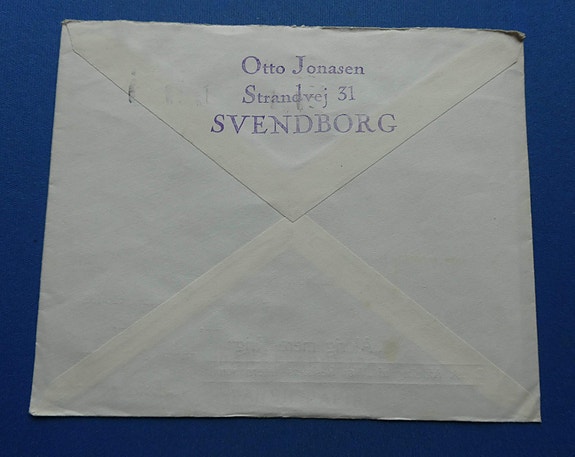 Otto Jonasen
Strandvej 31
SVENDBORG